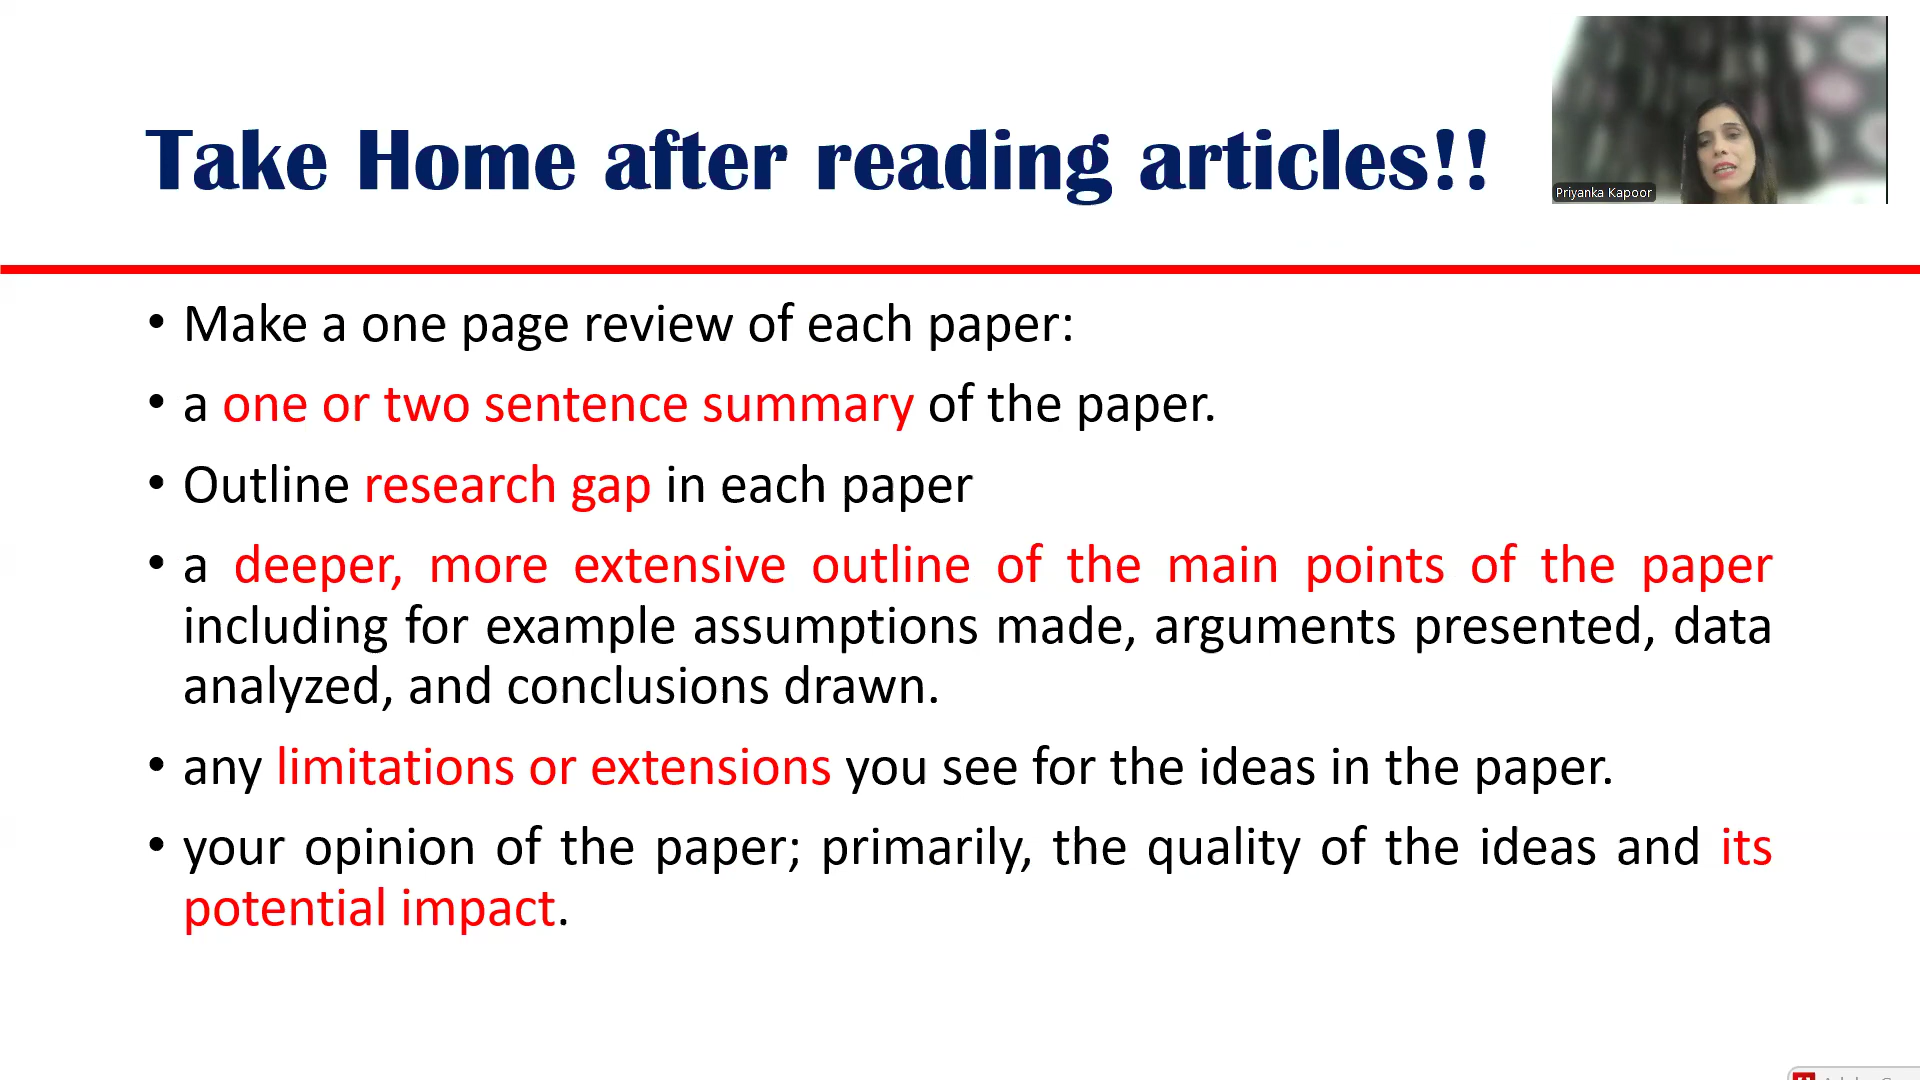 Take Home after reading articles!!
Priyanka Kapoor
• Make a one page review of each paper:
• a one or two sentence summary of the paper.
• Outline research gap in each paper
• a deeper, more extensive outline of the main points of the paper
including for example assumptions made, arguments presented, data
analyzed, and conclusions drawn.
• any limitations or extensions you see for the ideas in the paper.
• your opinion of the paper; primarily, the quality of the ideas and its
potential impact.